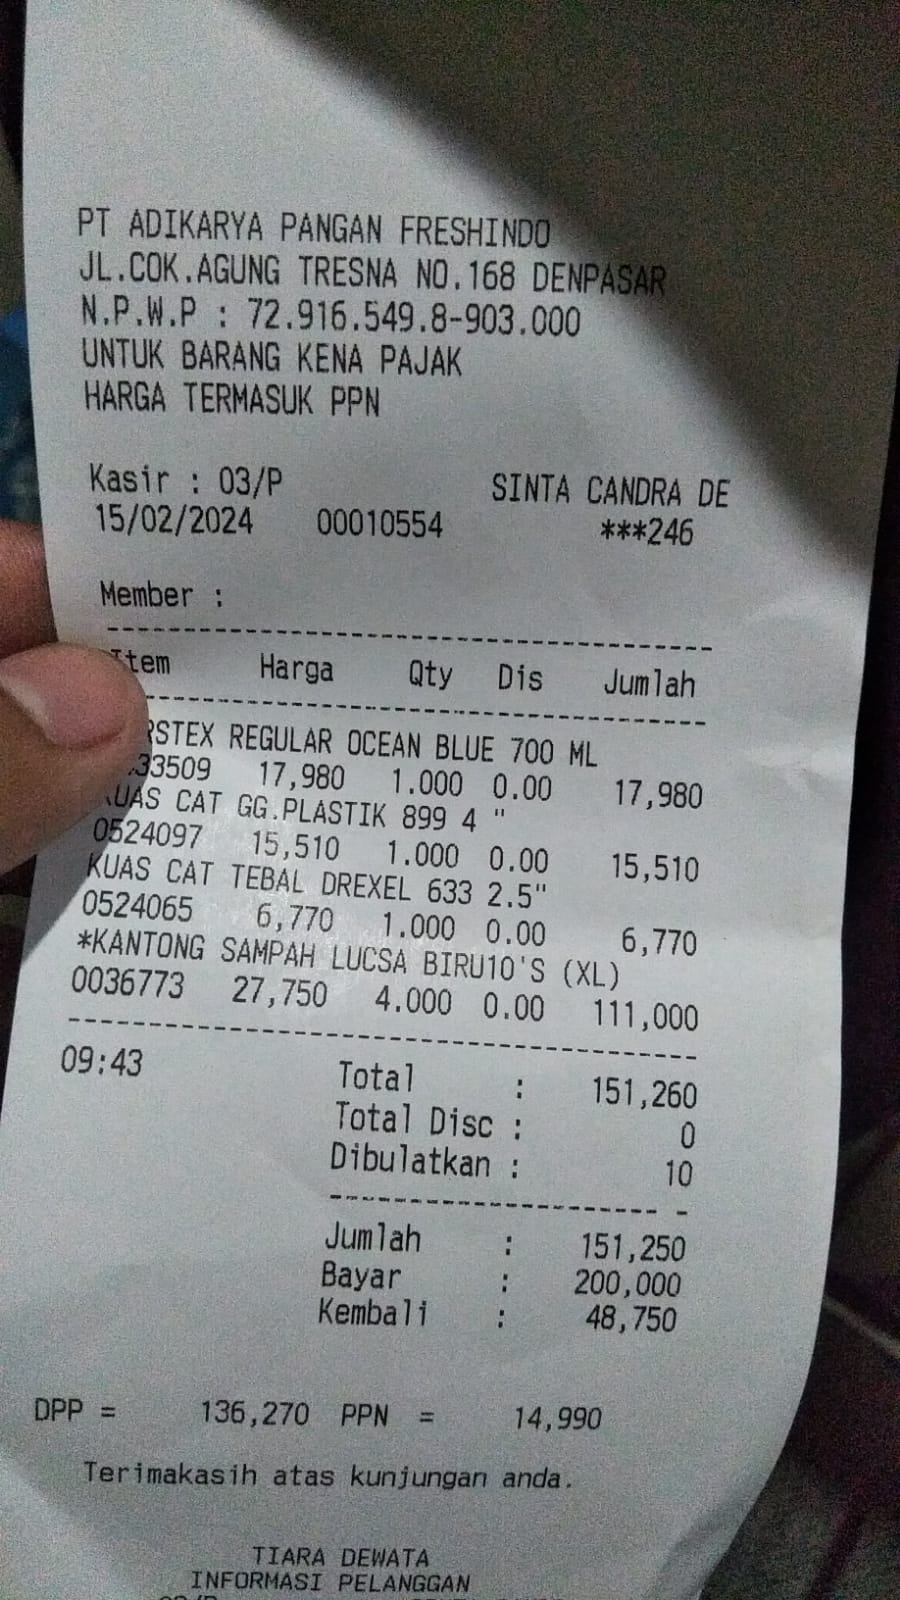 PT ADIKARYA PANGAN FRESHINDO
JL.COK.AGUNG TRESNA NO.168 DENPASAR
N.P.W.P : 72.916.549.8-903.000
UNTUK BARANG KENA PAJAK
HARGA TERMASUK PPN
Kasir : 03/P SINTA CANDRA DE
15/02/2024 00010554 ***246
Member :
Item Harga Qty Dis Jumlah
REGULAR OCEAN BLUE 700 ML
17,980 1.000 0.00 17,980
KUAS CAT GG.PLASTIK 899 4 "
0524097 15,510 1.000 0.00 15,510
KUAS CAT TEBAL DREXEL 633 2.5"
0524065 6,770 1.000 0.00 6,770
*KANTONG SAMPAH LUCSA BIRU10'S (XL)
0036773 27,750 4.000 0.00 111,000
09:43 Total : 151,260
Total Disc : 0
Dibulatkan : 10
Jumlah : 151,250
Bayar : 200,000
Kembali : 48,750
DPP = 136,270 PPN = 14,990
Terimakasih atas kunjungan anda.
TIARA DEWATA
INFORMASI PELANGGAN